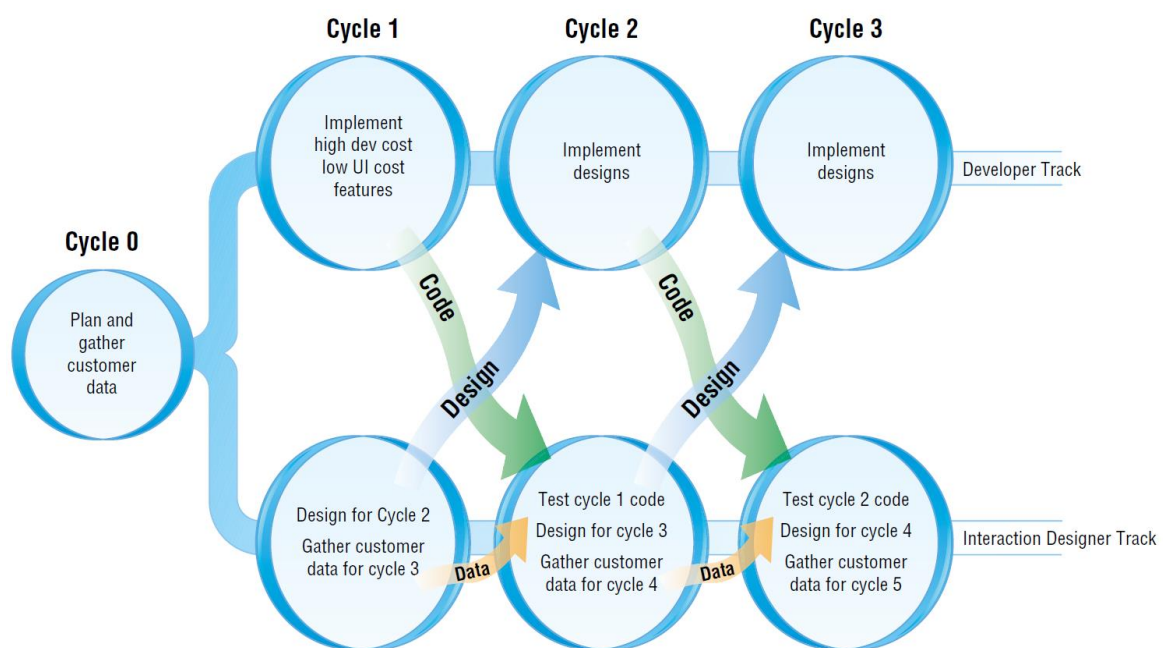 Cycle 1
Cycle 2
Cycle 3
Implement
high dev cost
low UI cost
features
Implement
designs
Implement
designs
Developer Track
Cycle 0
Plan and
gather
customer
data
Code
Design
Code
Design
Design for Cycle 2
Gather customer
data for cycle 3
Data
Test cycle 1 code
Design for cycle 3
Gather customer
data for cycle 4
Data
Test cycle 2 code
Design for cycle 4
Gather customer
data for cycle 5
Interaction Designer Track